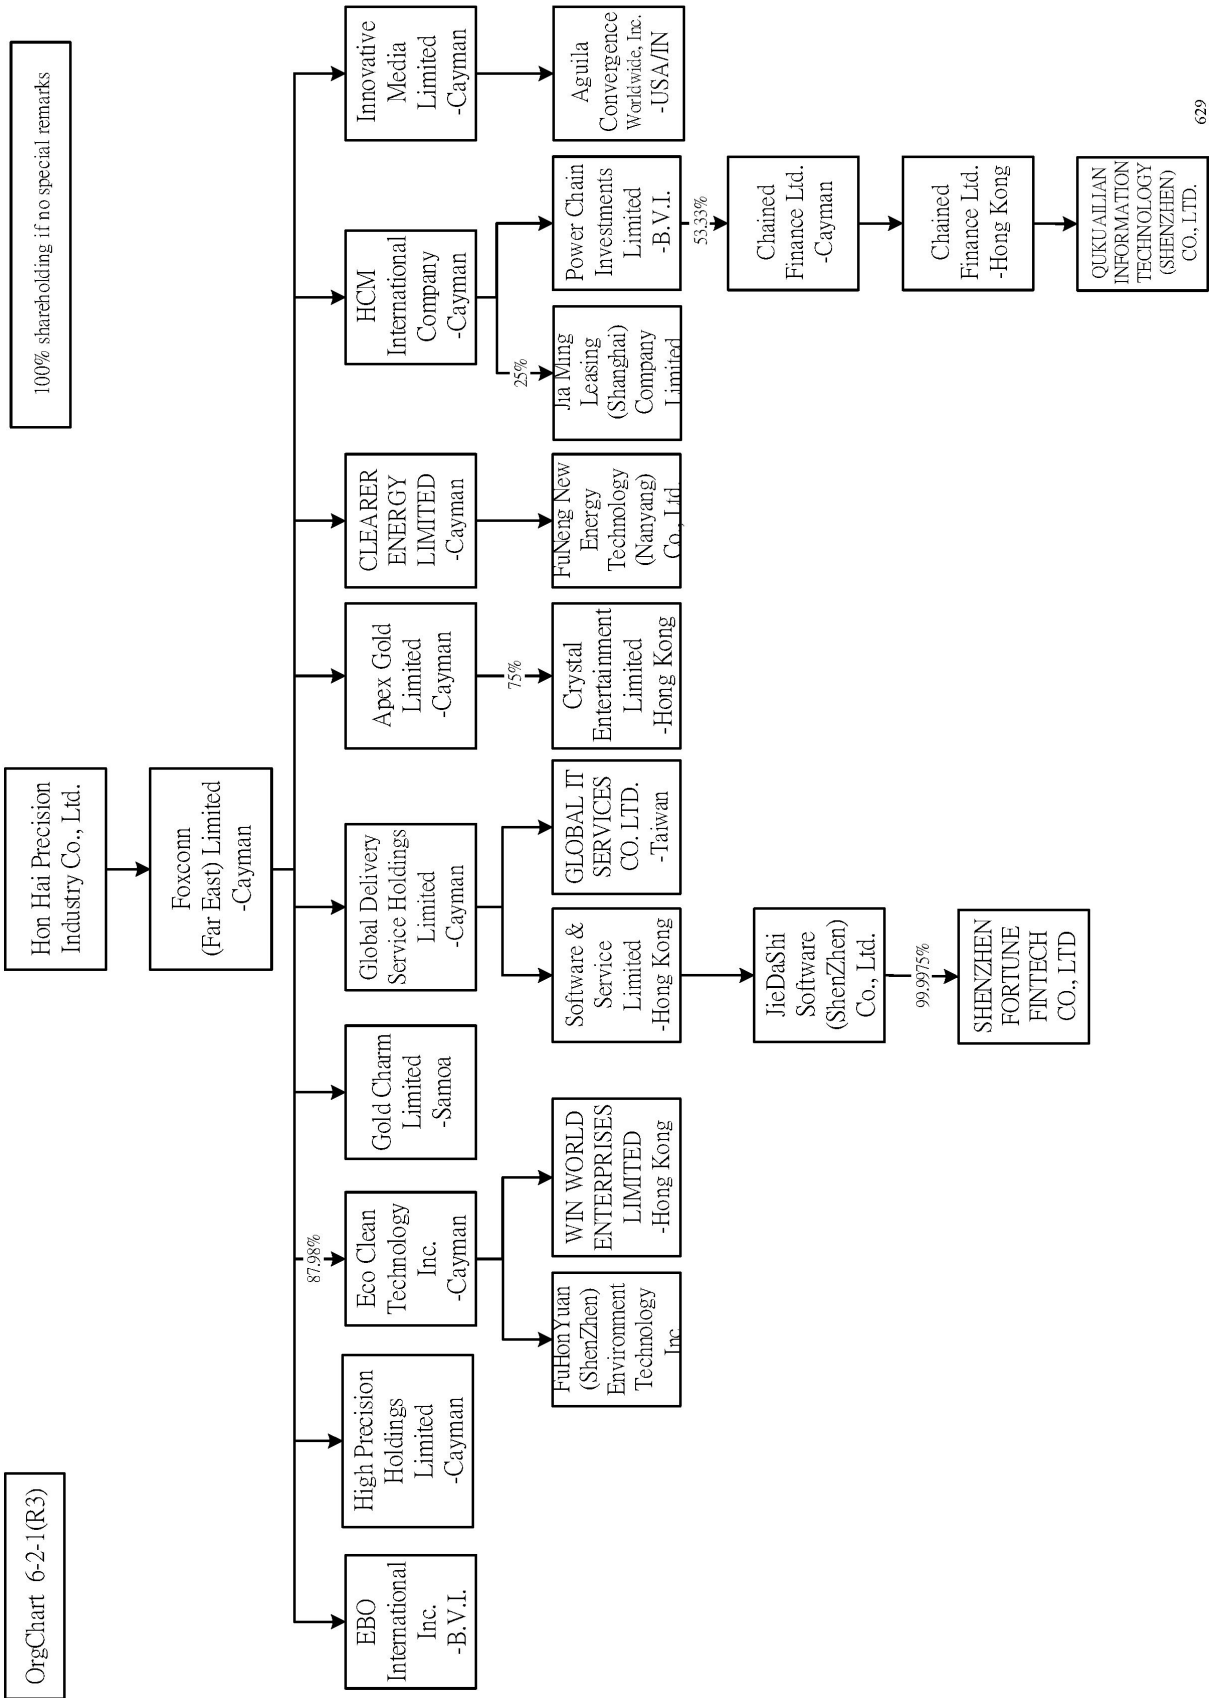 OrgChart 6-2-1(R3)
100% shareholding if no special remarks
Hon Hai Precision
Industry Co., Ltd.
Foxconn
(Far East) Limited
-Cayman
87.98%
EBO
International
Inc.
-B.V.I.
High Precision
Holdings
Limited
-Cayman
Eco Clean
Technology
Inc.
-Cayman
Gold Charm
Limited
-Samoa
Global Delivery
Service Holdings
Limited
-Cayman
Apex Gold
Limited
-Cayman
CLEARER
ENERGY
LIMITED
-Cayman
HCM
International
Company
-Cayman
Innovative
Media
Limited
-Cayman
75%
25%
FuHonYuan
(ShenZhen)
Environment
Technology
Inc
WIN WORLD
ENTERPRISES
LIMITED
-Hong Kong
Software &
Service
Limited
-Hong Kong
GLOBAL IT
SERVICES
CO. LTD.
-Taiwan
Crystal
Entertainment
Limited
-Hong Kong
FuNeng New
Energy
Technology
(Nanyang)
Co., Ltd.
Jia Ming
Leasing
(Shanghai)
Company
Limited
Power Chain
Investments
Limited
-B.V.I.
Aguila
Convergence
Worldwide, Inc.
-USA/IN
53.33%
JieDaShi
Software
(ShenZhen)
Co., Ltd.
Chained
Finance Ltd.
-Cayman
99.9975%
SHENZHEN
FORTUNE
FINTECH
CO., LTD
Chained
Finance Ltd.
-Hong Kong
QUKUAILIAN
INFORMATION
TECHNOLOGY
(SHENZHEN)
CO., LTD.
629